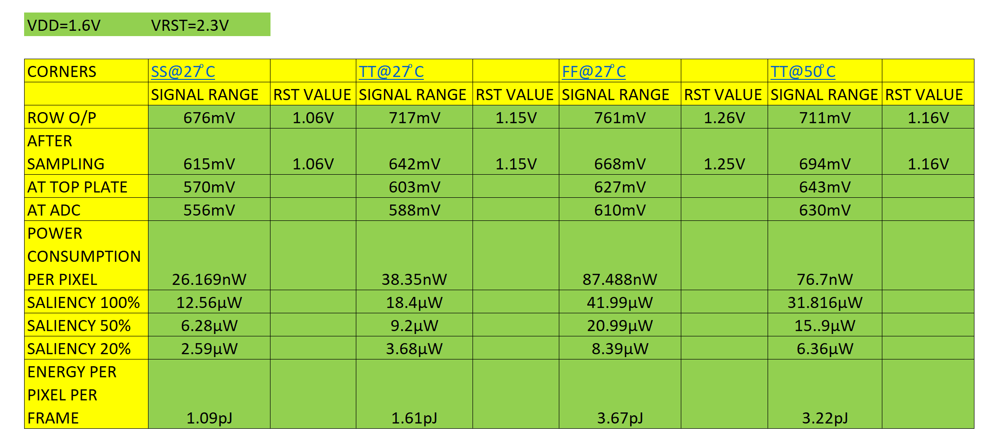 VDD=1.6V VRST=2.3V
CORNERS SS@27°C TT@27°C FF@27°C TT@50°C
SIGNAL RANGE RST VALUE SIGNAL RANGE RST VALUE SIGNAL RANGE RST VALUE SIGNAL RANGE RST VALUE
ROW O/P 676mV 1.06V 717mV 1.15V 761mV 1.26V 711mV 1.16V
AFTER
SAMPLING 615mV 1.06V 642mV 1.15V 668mV 1.25V 694mV 1.16V
AT TOP PLATE 570mV 603mV 627mV 643mV
AT ADC 556mV 588mV 610mV 630mV
POWER
CONSUMPTION
PER PIXEL 26.169nW 38.35nW 87.488nW 76.7nW
SALIENCY 100% 12.56µW 18.4µW 41.99µW 31.816µW
SALIENCY 50% 6.28µW 9.2µW 20.99µW 15..9µW
SALIENCY 20% 2.59µW 3.68µW 8.39µW 6.36µW
ENERGY PER
PIXEL PER
FRAME 1.09pJ 1.61pJ 3.67pJ 3.22pJ